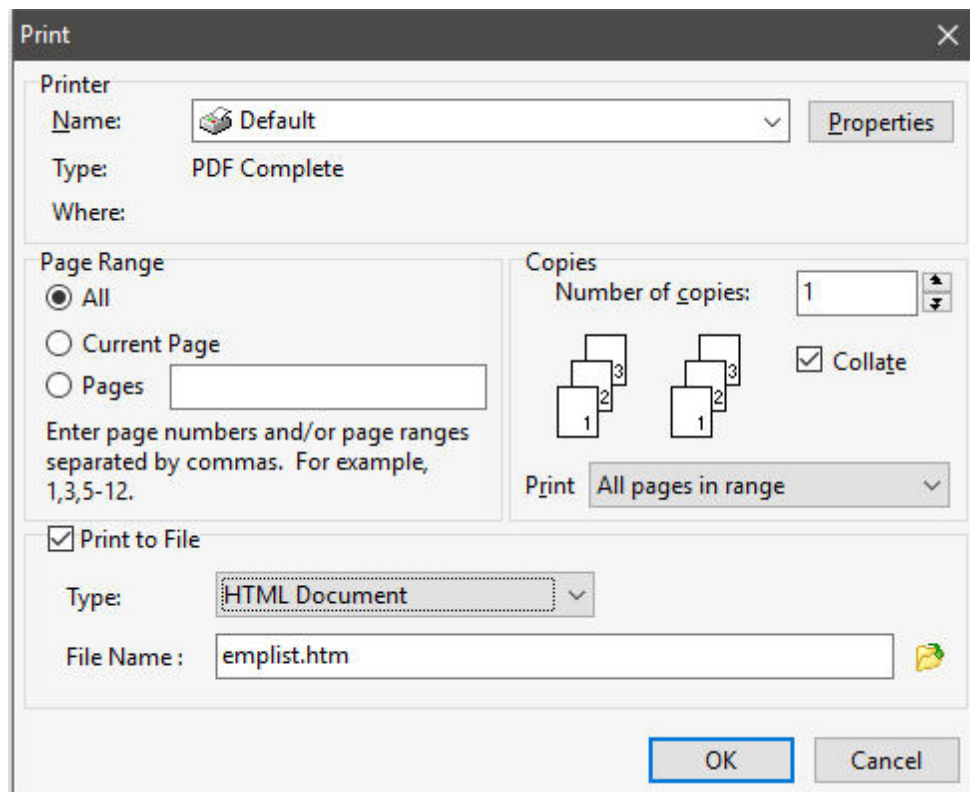 Print
Printer
Name: Default Properties
Type: PDF Complete
Where:
Page Range
All
Current Page
Pages
Enter page numbers and/or page ranges
separated by commas.  For example,
1,3,5-12.
Copies
Number of copies: 1
1 2 3 1 2 3
Collate
Print All pages in range
Print to File
Type: HTML Document
File Name : emplist.htm
OK Cancel